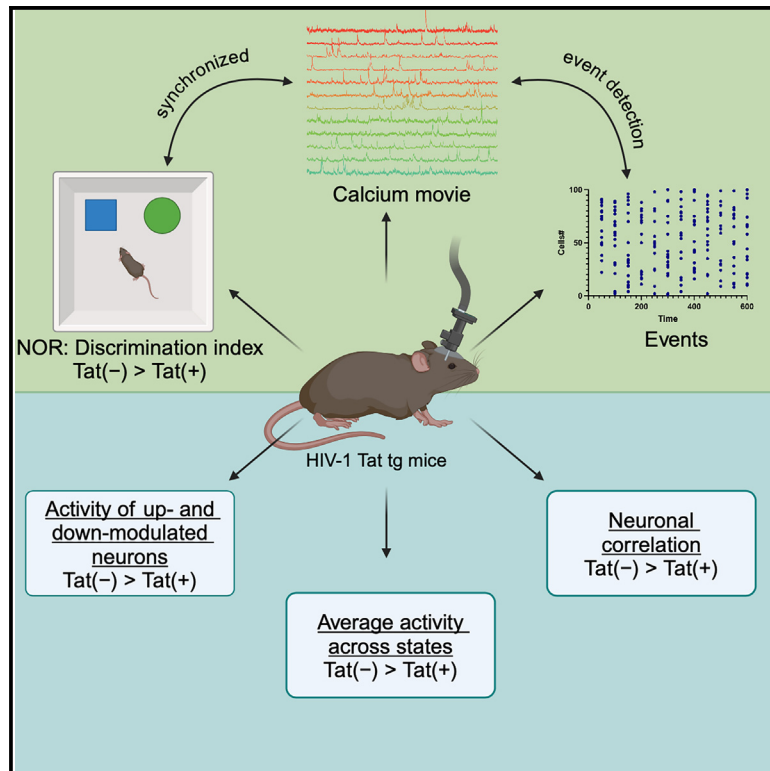 synchronized
event detection
Calcium movie
100
Cells#
50
0
0 200 400 600
Time
Events
NOR: Discrimination index
Tat(−) > Tat(+)
HIV-1 Tat tg mice
Activity of up- and
down-modulated
neurons
Tat(−) > Tat(+)
Average activity
across states
Tat(−) > Tat(+)
Neuronal
correlation
Tat(−) > Tat(+)